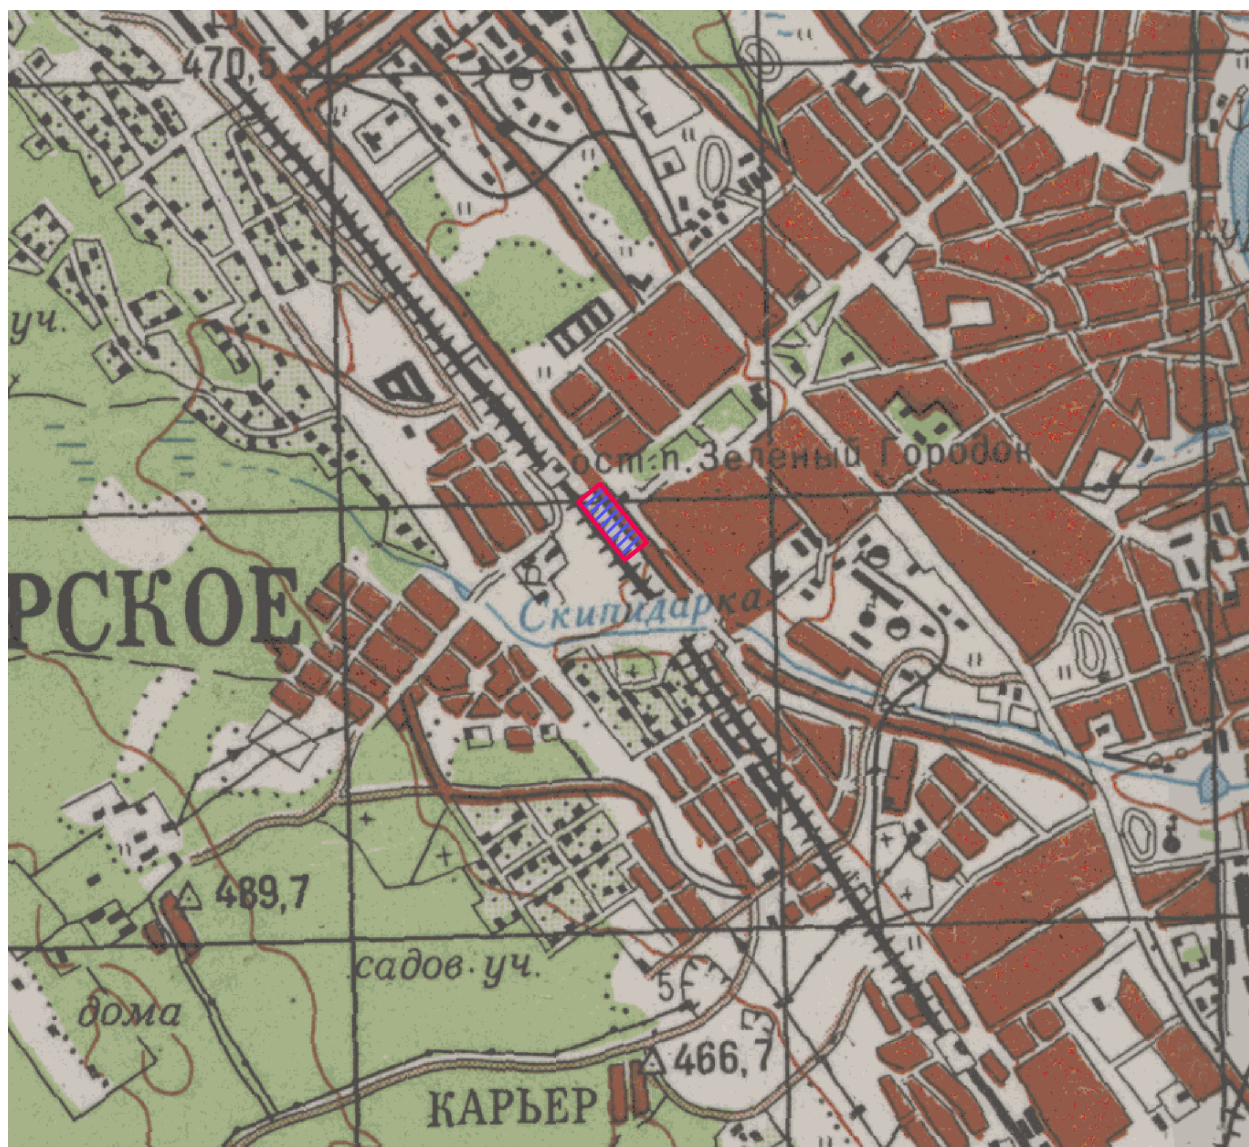 470,5
уч.
ост.п. Зеленый Городок
РСКОЕ
Скипидарка
489,7
садов. уч.
5
дома
466,7
КАРЬЕР